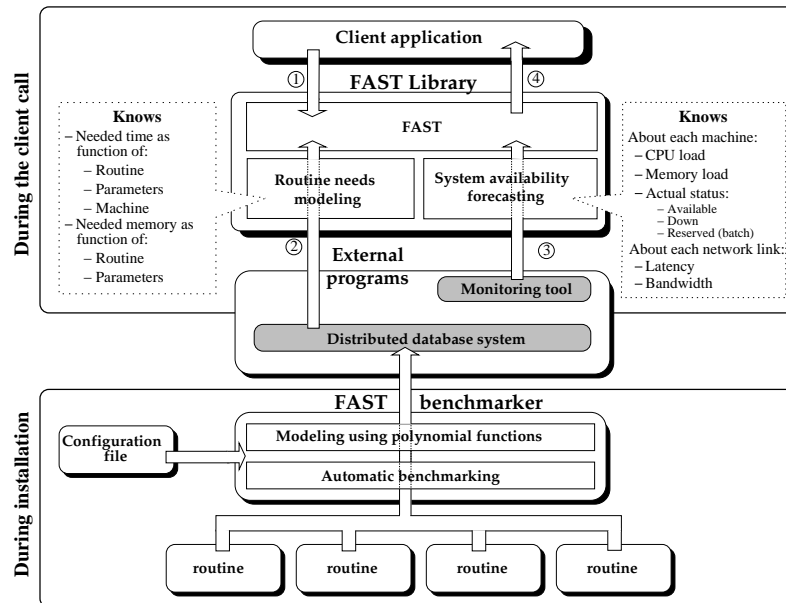 During the client call
Client application
①
④
FAST Library
FAST
Routine needs
modeling
System availability
forecasting
Knows
– Needed time as
function of:
– Routine
– Parameters
– Machine
– Needed memory as
function of:
– Routine
– Parameters
Knows
About each machine:
– CPU load
– Memory load
– Actual status:
– Available
– Down
– Reserved (batch)
About each network link:
– Latency
– Bandwidth
②
③
External
programs
Monitoring tool
Distributed database system
During installation
FAST benchmarker
Configuration
file
Modeling using polynomial functions
Automatic benchmarking
routine
routine
routine
routine